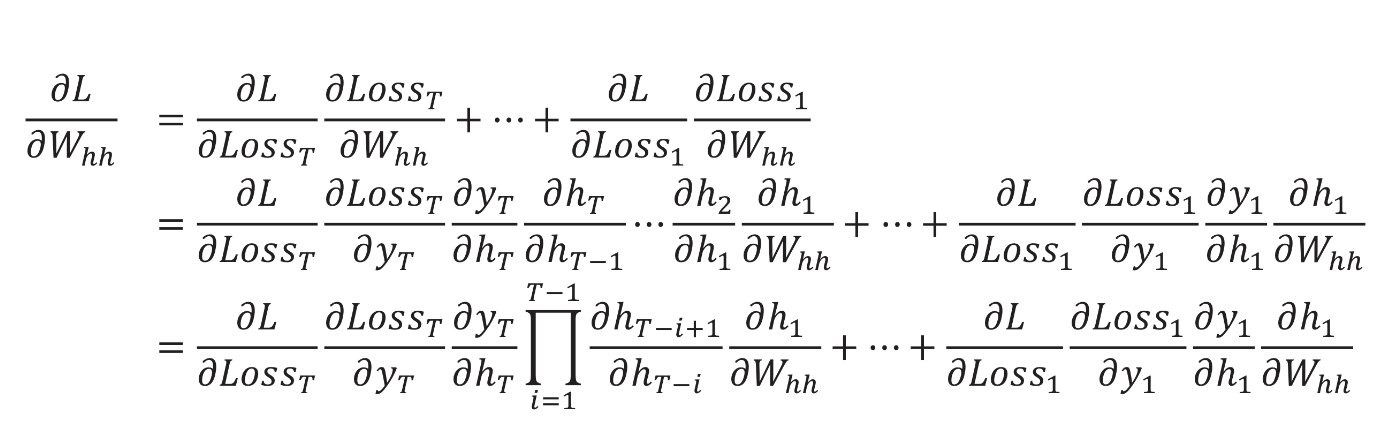 $\frac{\partial L}{\partial W_{hh}} = \frac{\partial L}{\partial Loss_T} \frac{\partial Loss_T}{\partial W_{hh}} + \cdots + \frac{\partial L}{\partial Loss_1} \frac{\partial Loss_1}{\partial W_{hh}}$
$= \frac{\partial L}{\partial Loss_T} \frac{\partial Loss_T}{\partial y_T} \frac{\partial y_T}{\partial h_T} \frac{\partial h_T}{\partial h_{T-1}} \cdots \frac{\partial h_2}{\partial h_1} \frac{\partial h_1}{\partial W_{hh}} + \cdots + \frac{\partial L}{\partial Loss_1} \frac{\partial Loss_1}{\partial y_1} \frac{\partial y_1}{\partial h_1} \frac{\partial h_1}{\partial W_{hh}}$
$= \frac{\partial L}{\partial Loss_T} \frac{\partial Loss_T}{\partial y_T} \frac{\partial y_T}{\partial h_T} \prod_{i=1}^{T-1} \frac{\partial h_{T-i+1}}{\partial h_{T-i}} \frac{\partial h_1}{\partial W_{hh}} + \cdots + \frac{\partial L}{\partial Loss_1} \frac{\partial Loss_1}{\partial y_1} \frac{\partial y_1}{\partial h_1} \frac{\partial h_1}{\partial W_{hh}}$